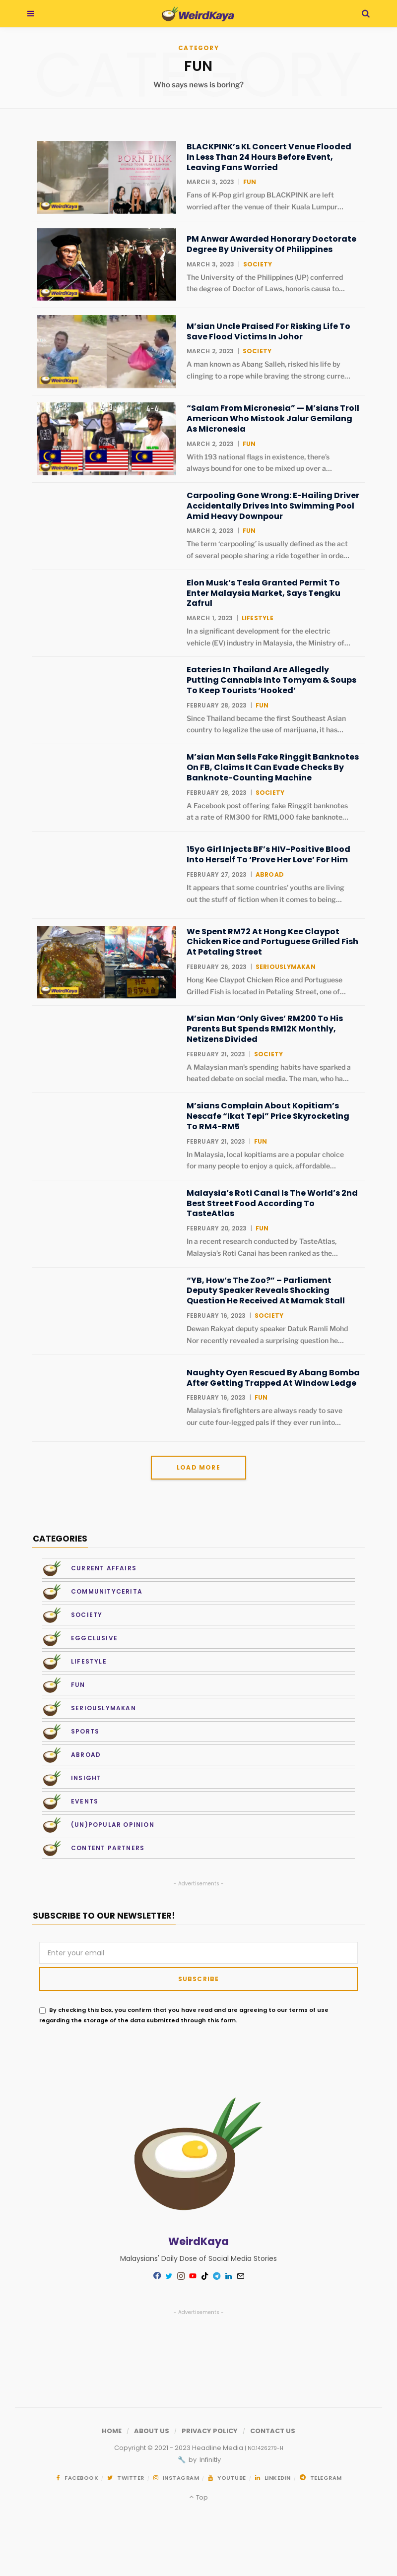 WeirdKaya
CATEGORY
CATEGORY
FUN
Who says news is boring?
BORN PINK
WeirdKaya
BLACKPINK's KL Concert Venue Flooded
In Less Than 24 Hours Before Event,
Leaving Fans Worried
MARCH 3, 2023 | FUN
Fans of K-Pop girl group BLACKPINK are left
worried after the venue of their Kuala Lumpur...
WeirdKaya
PM Anwar Awarded Honorary Doctorate
Degree By University Of Philippines
MARCH 3, 2023 | SOCIETY
The University of the Philippines (UP) conferred
the degree of Doctor of Laws, honoris causa to...
WeirdKaya
M'sian Uncle Praised For Risking Life To
Save Flood Victims In Johor
MARCH 2, 2023 | SOCIETY
A man known as Abang Salleh, risked his life by
clinging to a rope while braving the strong curre...
WeirdKaya
"Salam From Micronesia" — M'sians Troll
American Who Mistook Jalur Gemilang
As Micronesia
MARCH 2, 2023 | FUN
With 193 national flags in existence, there's
always bound for one to be mixed up over a...
Carpooling Gone Wrong: E-Hailing Driver
Accidentally Drives Into Swimming Pool
Amid Heavy Downpour
MARCH 2, 2023 | FUN
The term 'carpooling' is usually defined as the act
of several people sharing a ride together in orde...
Elon Musk's Tesla Granted Permit To
Enter Malaysia Market, Says Tengku
Zafrul
MARCH 1, 2023 | LIFESTYLE
In a significant development for the electric
vehicle (EV) industry in Malaysia, the Ministry of...
Eateries In Thailand Are Allegedly
Putting Cannabis Into Tomyam & Soups
To Keep Tourists 'Hooked'
FEBRUARY 28, 2023 | FUN
Since Thailand became the first Southeast Asian
country to legalize the use of marijuana, it has...
M'sian Man Sells Fake Ringgit Banknotes
On FB, Claims It Can Evade Checks By
Banknote-Counting Machine
FEBRUARY 28, 2023 | SOCIETY
A Facebook post offering fake Ringgit banknotes
at a rate of RM300 for RM1,000 fake banknote...
15yo Girl Injects BF's HIV-Positive Blood
Into Herself To 'Prove Her Love' For Him
FEBRUARY 27, 2023 | ABROAD
It appears that some countries' youths are living
out the stuff of fiction when it comes to being...
WeirdKaya
We Spent RM72 At Hong Kee Claypot
Chicken Rice and Portuguese Grilled Fish
At Petaling Street
FEBRUARY 26, 2023 | SERIOUSLYMAKAN
Hong Kee Claypot Chicken Rice and Portuguese
Grilled Fish is located in Petaling Street, one of...
M'sian Man 'Only Gives' RM200 To His
Parents But Spends RM12K Monthly,
Netizens Divided
FEBRUARY 21, 2023 | SOCIETY
A Malaysian man's spending habits have sparked a
heated debate on social media. The man, who ha...
M'sians Complain About Kopitiam's
Nescafe "Ikat Tepi" Price Skyrocketing
To RM4-RM5
FEBRUARY 21, 2023 | FUN
In Malaysia, local kopitiams are a popular choice
for many people to enjoy a quick, affordable...
Malaysia's Roti Canai Is The World's 2nd
Best Street Food According To
TasteAtlas
FEBRUARY 20, 2023 | FUN
In a recent research conducted by TasteAtlas,
Malaysia's Roti Canai has been ranked as the...
"YB, How's The Zoo?" – Parliament
Deputy Speaker Reveals Shocking
Question He Received At Mamak Stall
FEBRUARY 16, 2023 | SOCIETY
Dewan Rakyat deputy speaker Datuk Ramli Mohd
Nor recently revealed a surprising question he...
Naughty Oyen Rescued By Abang Bomba
After Getting Trapped At Window Ledge
FEBRUARY 16, 2023 | FUN
Malaysia's firefighters are always ready to save
our cute four-legged pals if they ever run into...
LOAD MORE
CATEGORIES
CURRENT AFFAIRS
COMMUNITYCERITA
SOCIETY
EGGCLUSIVE
LIFESTYLE
FUN
SERIOUSLYMAKAN
SPORTS
ABROAD
INSIGHT
EVENTS
(UN)POPULAR OPINION
CONTENT PARTNERS
- Advertisements -
SUBSCRIBE TO OUR NEWSLETTER!
Enter your email
SUBSCRIBE
By checking this box, you confirm that you have read and are agreeing to our terms of use
regarding the storage of the data submitted through this form.
WeirdKaya
Malaysians' Daily Dose of Social Media Stories
- Advertisements -
HOME / ABOUT US / PRIVACY POLICY / CONTACT US
Copyright © 2021 - 2023 Headline Media | NO.1426279-H
by Infinitly
FACEBOOK TWITTER INSTAGRAM YOUTUBE LINKEDIN TELEGRAM
Top